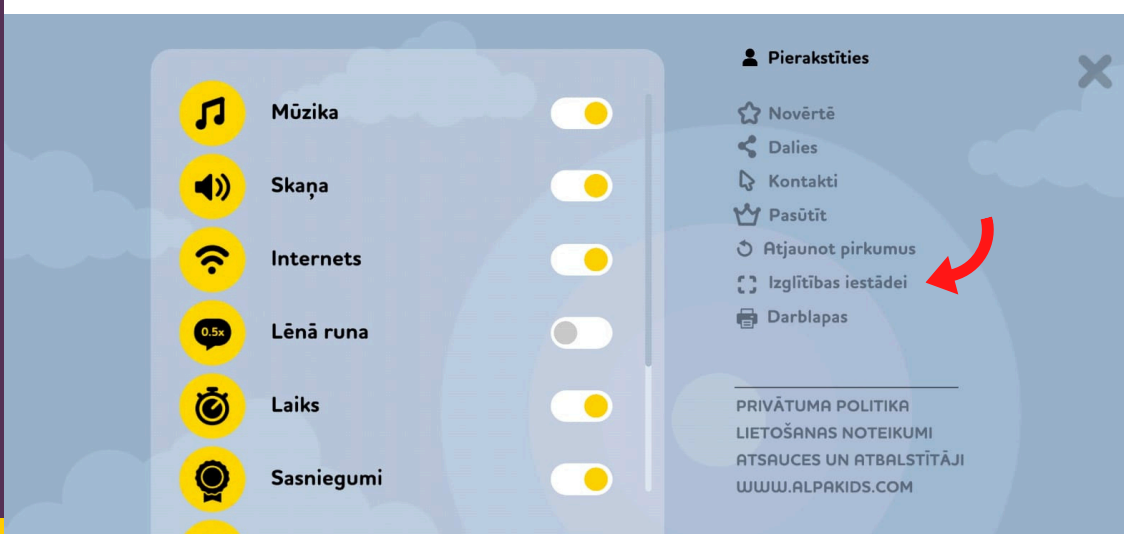 Mūzika
Skaņa
Internets
0.5x
Lēnā runa
Laiks
Sasniegumi
Pierakstīties
Novērtē
Dalies
Kontakti
Pasūtīt
Atjaunot pirkumus
Izglītības iestādei
Darblapas
PRIVĀTUMA POLITIKA
LIETOŠANAS NOTEIKUMI
ATSAUCES UN ATBALSTĪTĀJI
WWW.ALPAKIDS.COM